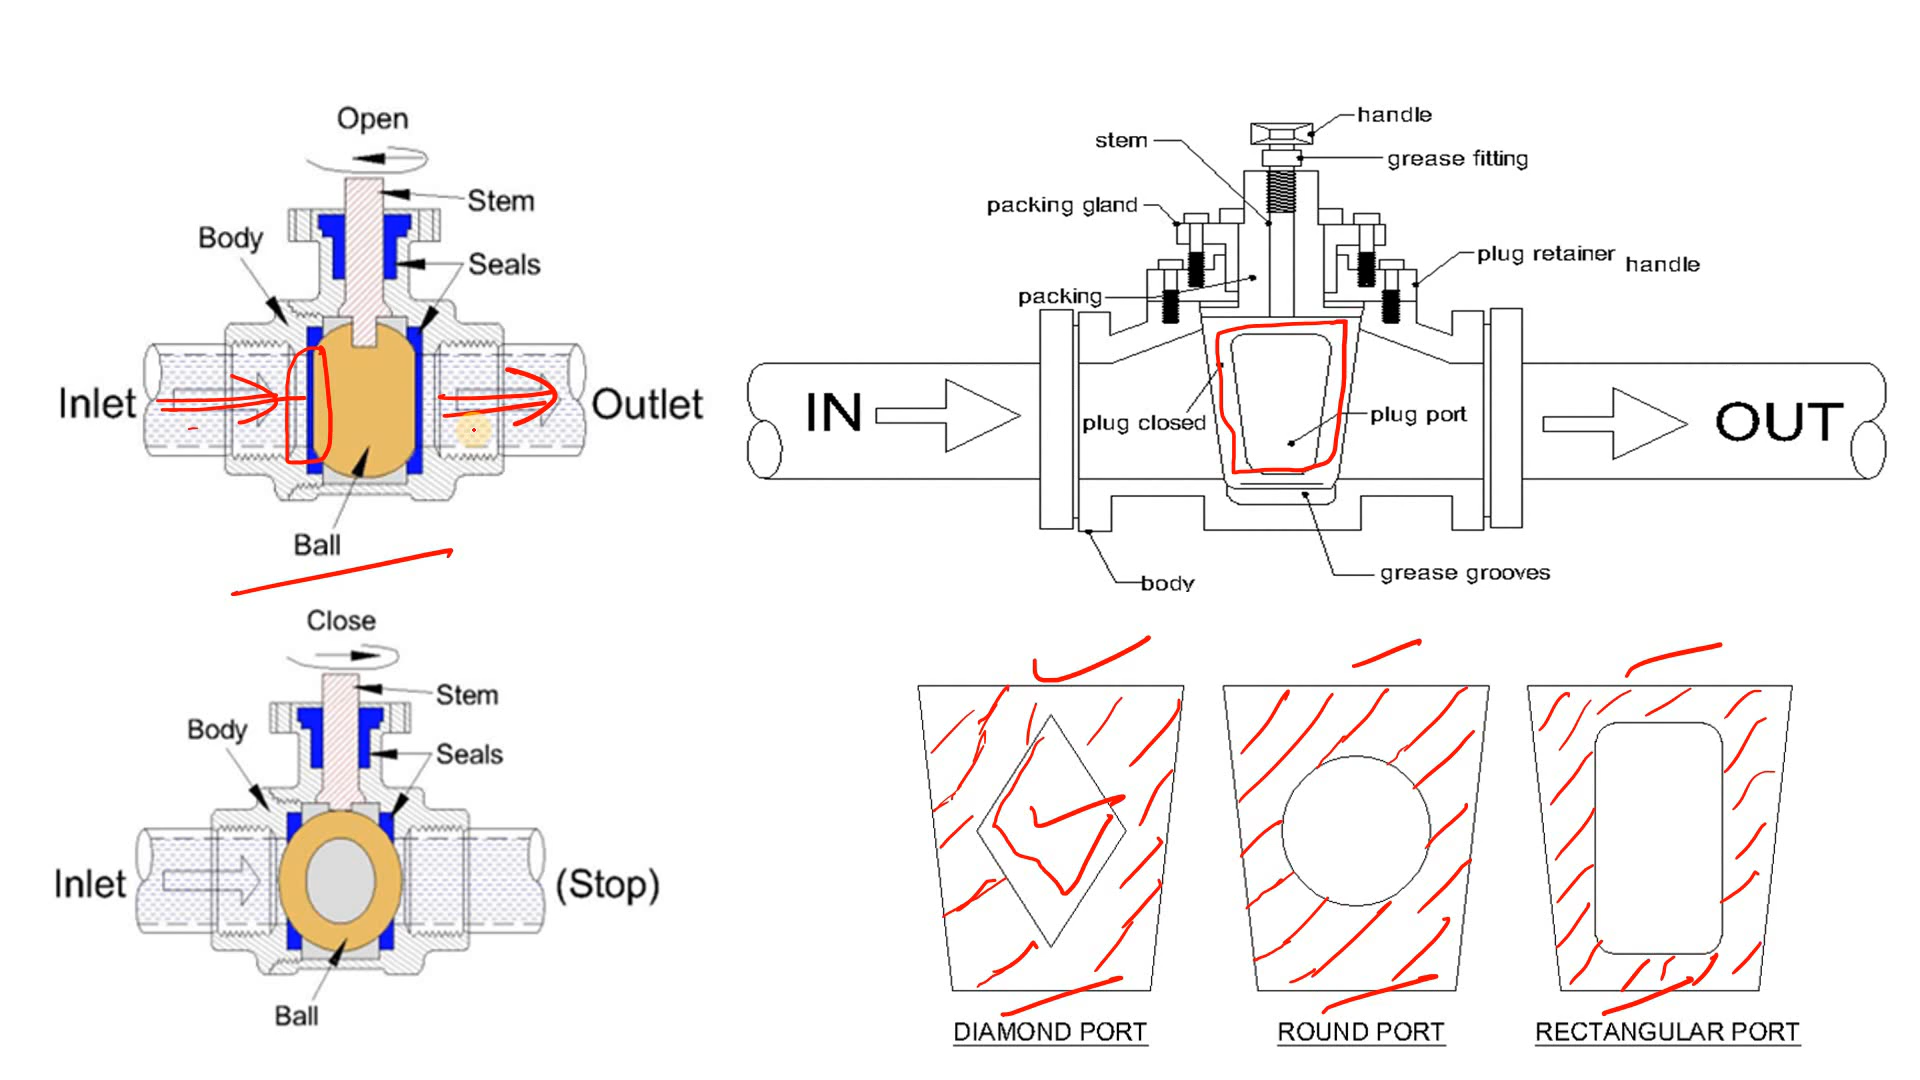 Open
Stem
Body
Seals
Inlet
Outlet
Ball
Close
Stem
Body
Seals
Inlet
(Stop)
Ball
handle
stem
grease fitting
packing gland
plug retainer
handle
packing
IN
plug closed
plug port
OUT
body
grease grooves
DIAMOND PORT
ROUND PORT
RECTANGULAR PORT